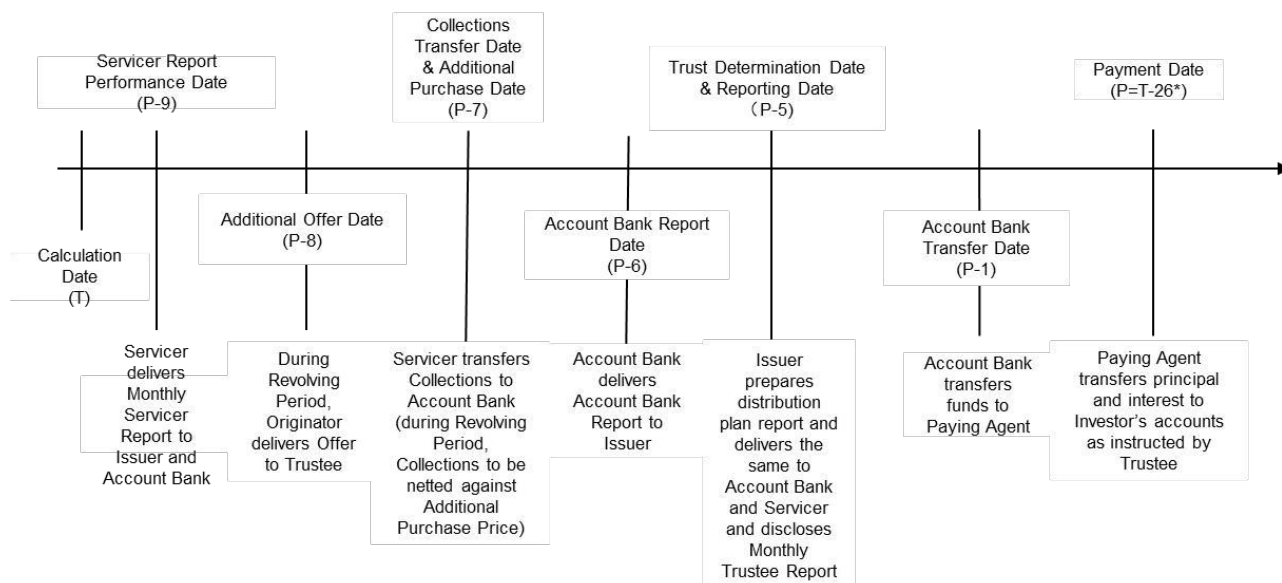 Servicer Report
Performance Date
(P-9)
Collections
Transfer Date
& Additional
Purchase Date
(P-7)
Trust Determination Date
& Reporting Date
(P-5)
Payment Date
(P=T-26*)
Calculation
Date
(T)
Additional Offer Date
(P-8)
Account Bank Report
Date
(P-6)
Account Bank
Transfer Date
(P-1)
Servicer
delivers
Monthly
Servicer
Report to
Issuer and
Account Bank
During
Revolving
Period,
Originator
delivers Offer
to Trustee
Servicer transfers
Collections to
Account Bank
(during Revolving
Period,
Collections to be
netted against
Additional
Purchase Price)
Account Bank
delivers
Account Bank
Report to
Issuer
Issuer
prepares
distribution
plan report and
delivers the
same to
Account Bank
and Servicer
and discloses
Monthly
Trustee Report
Account Bank
transfers
funds to
Paying Agent
Paying Agent
transfers principal
and interest to
Investor's accounts
as instructed by
Trustee